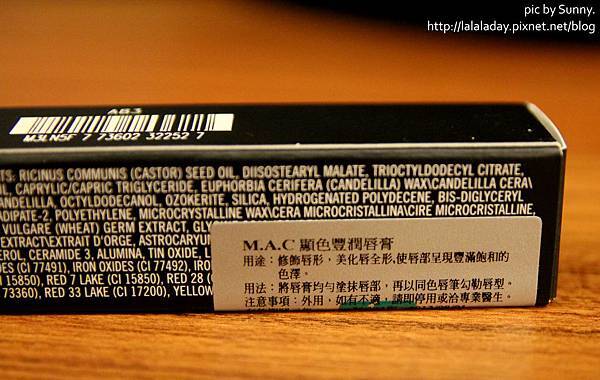 pic by Sunny.
http://lalaladay.pixnet.net/blog
AB3
M3LN5F 7 73602 32252 7
TS: RICINUS COMMUNIS (CASTOR) SEED OIL, DIISOSTEARYL MALATE, TRIOCTYLDODECYL CITRATE,
IL, CAPRYLIC/CAPRIC TRIGLYCERIDE, EUPHORBIA CERIFERA (CANDELILLA) WAX\CANDELILLA CERA\
CANDELILLA, OCTYLDODECANOL, OZOKERITE, SILICA, HYDROGENATED POLYDECENE, BIS-DIGLYCERYL
ADIPATE-2, POLYETHYLENE, MICROCRYSTALLINE WAX\CERA MICROCRISTALLINA\CIRE MICROCRISTALLINE,
VULGARE (WHEAT) GERM EXTRACT, GLY
EXTRACT\EXTRAIT D'ORGE, ASTROCARYUM
EROL, CERAMIDE 3, ALUMINA, TIN OXIDE,
(CI 77491), IRON OXIDES (CI 77492), IRON
(CI 15850), RED 7 LAKE (CI 15850), RED 28
73360), RED 33 LAKE (CI 17200), YELLOW
M.A.C 顯色豐潤唇膏
用途：修飾唇形，美化唇全形,使唇部呈現豐滿飽和的
色澤。
用法：將唇膏均勻塗抹唇部，再以同色唇筆勾勒唇型。
注意事項：外用，如有不適，請即停用或洽專業醫生。